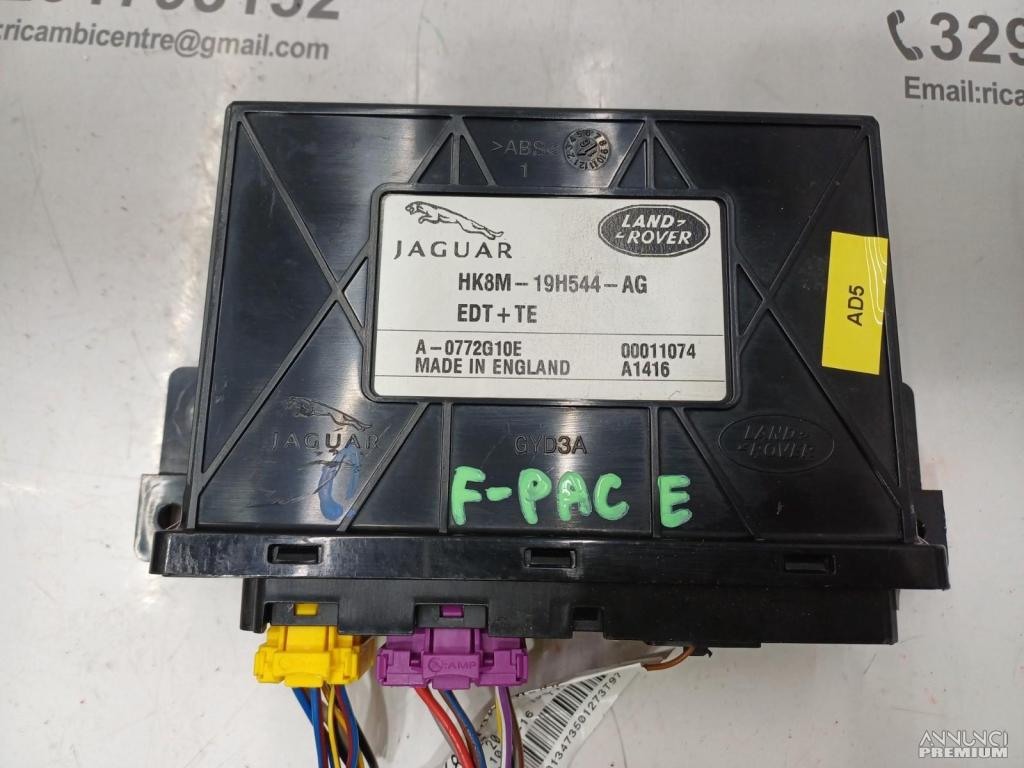 :ricambicentre@gmail.com
329
Email:ricam
>ABS<
1
JAGUAR
LAND-
-ROVER
HK8M-19H544-AG
EDT+TE
A-0772G10E 00011074
MADE IN ENGLAND A1416
AD5
JAGUAR
GYD3A
LAND-
-ROVER
F-PACE
AMP
ANNUNCI
PREMIUM